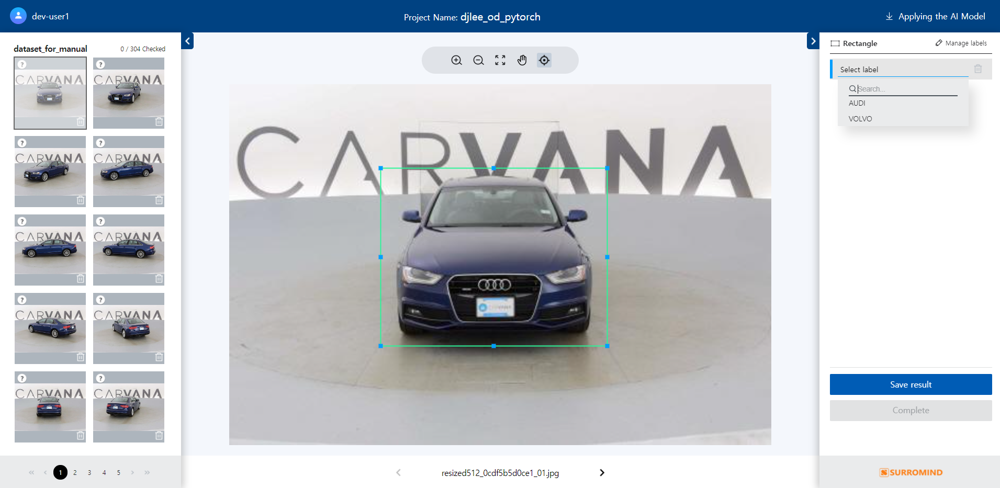 dev-user1
Project Name: djlee_od_pytorch
Applying the AI Model
dataset_for_manual
0 / 304 Checked
?
CARVANA
?
CARVANA
?
CARVANA
?
CARVANA
?
CARVANA
?
CARVANA
?
CARVANA
?
CARVANA
?
CARVANA
?
CARVANA
« ‹ 1 2 3 4 5 › »
CARVANA
CARVANA
resized512_0cdf5b5d0ce1_01.jpg
Rectangle
Manage labels
Select label
Search...
AUDI
VOLVO
Save result
Complete
SURROMIND